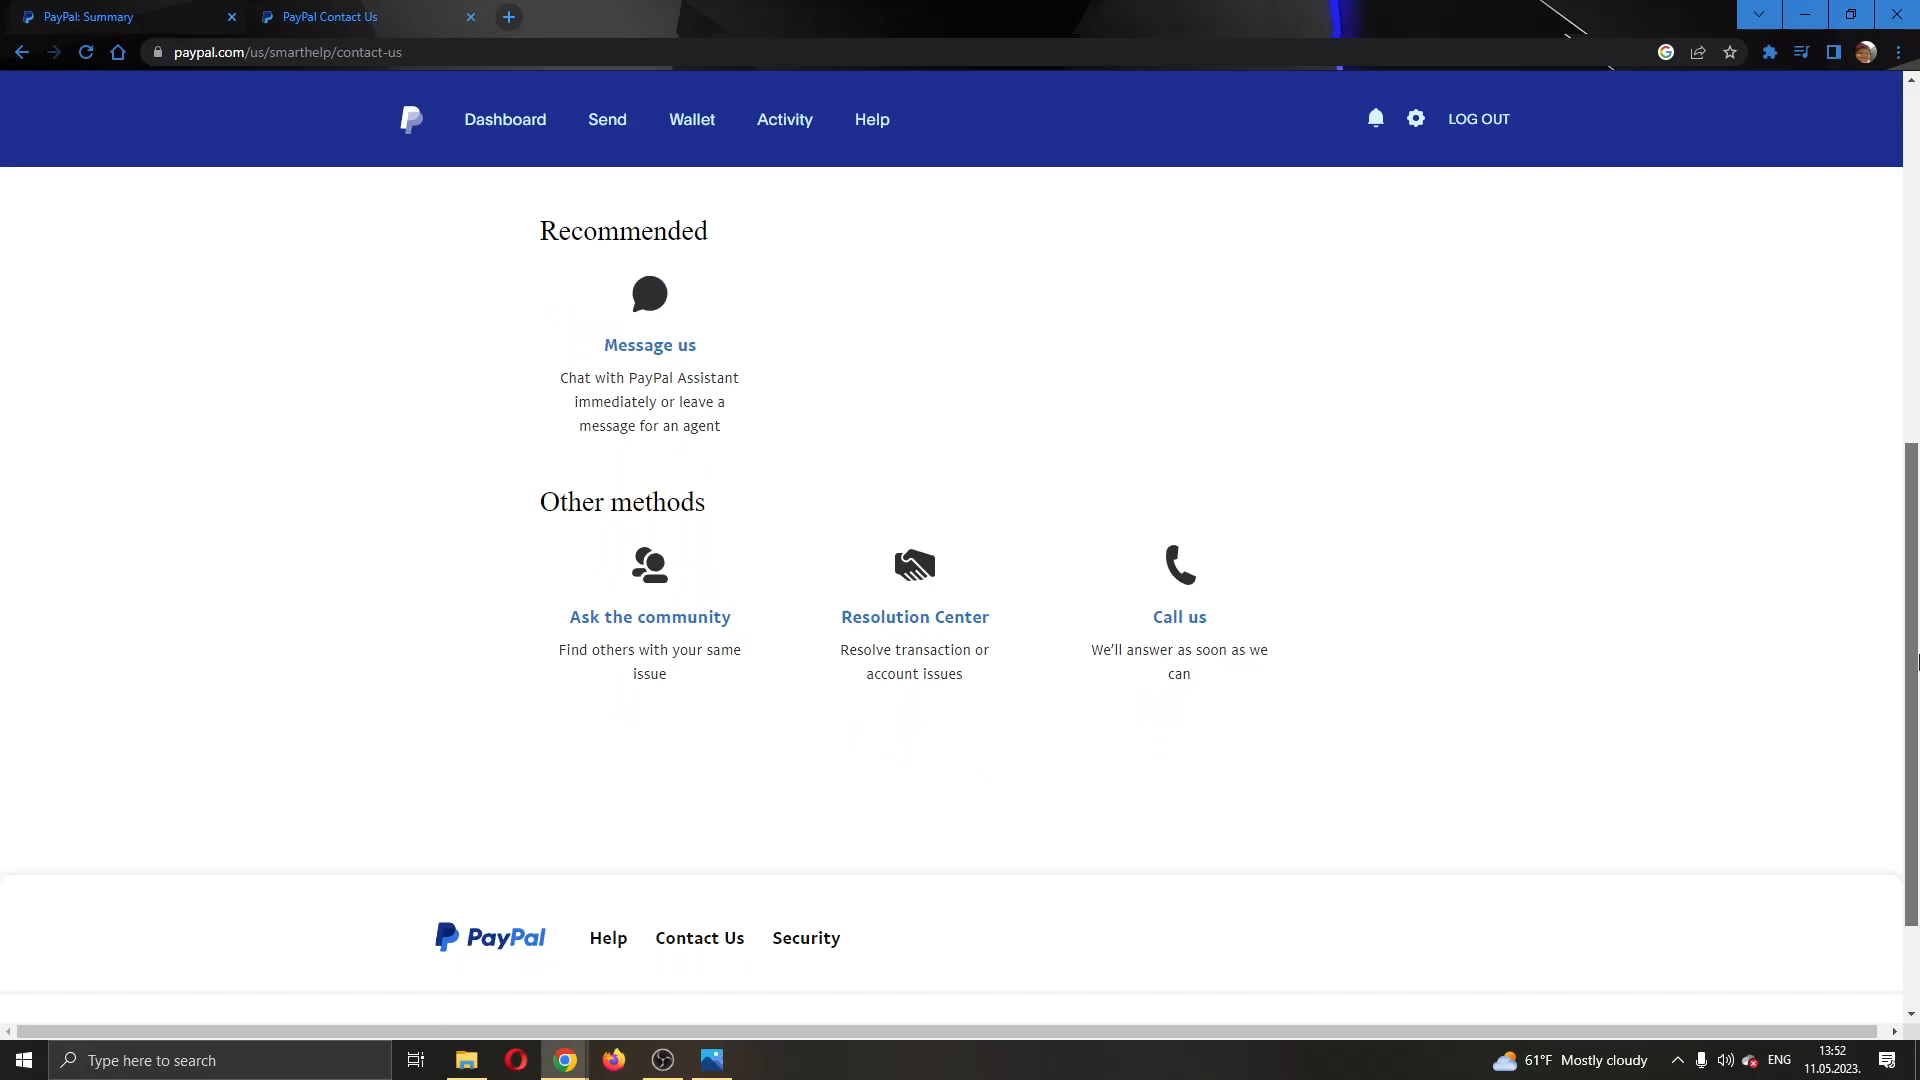 PayPal: Summary
PayPal Contact Us
paypal.com/us/smarthelp/contact-us
Dashboard Send Wallet Activity Help LOG OUT
Recommended
Message us
Chat with PayPal Assistant
immediately or leave a
message for an agent
Other methods
Ask the community
Find others with your same
issue
Resolution Center
Resolve transaction or
account issues
Call us
We'll answer as soon as we
can
PayPal Help Contact Us Security
Type here to search
61°F Mostly cloudy
ENG
13:52
11.05.2023.